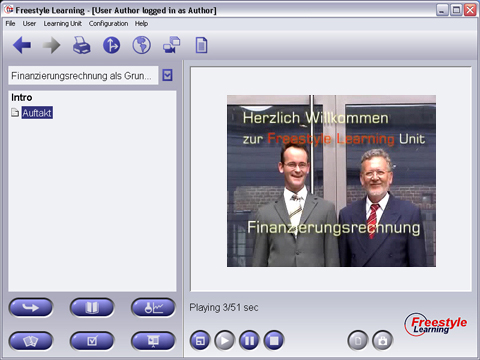 Freestyle Learning - [User Author logged in as Author]
File User Learning Unit Configuration Help
Finanzierungsrechnung als Grun...
Intro
Auftakt
Herzlich Willkommen
zur Freestyle Learning Unit
Finanzierungsrechnung
Playing 3/51 sec
Freestyle
Learning